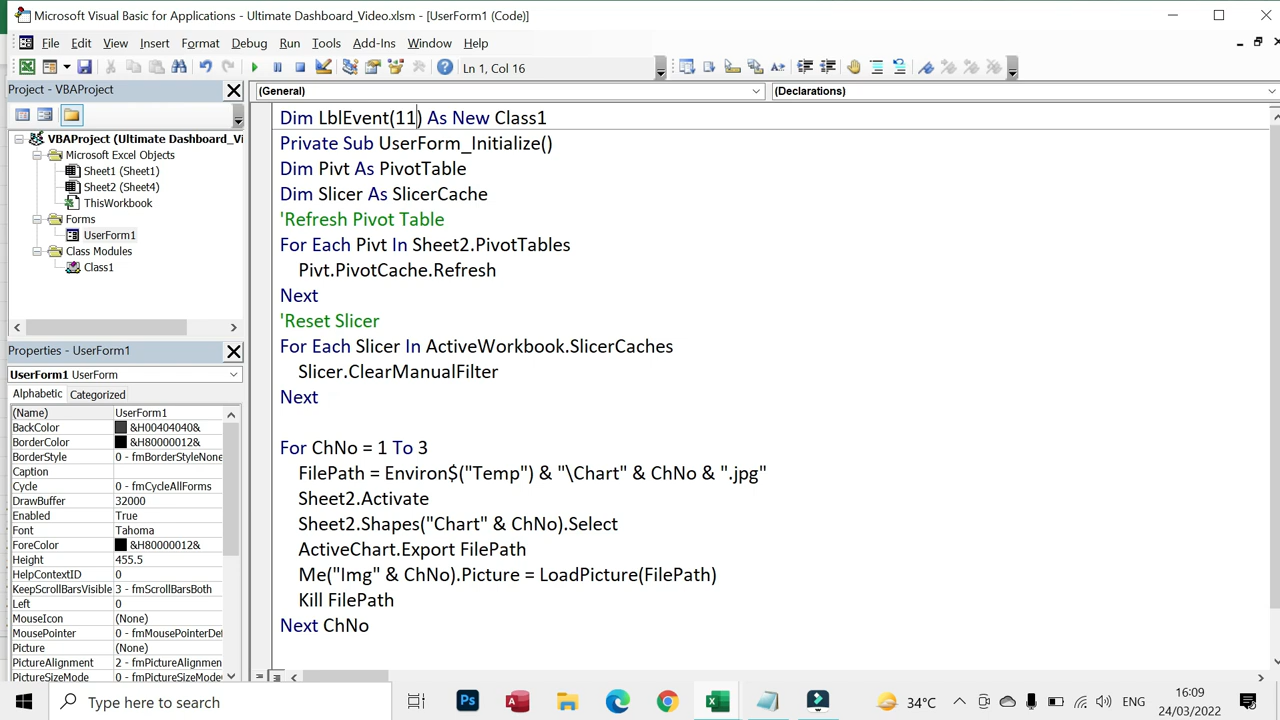 Microsoft Visual Basic for Applications - Ultimate Dashboard_Video.xlsm - [UserForm1 (Code)]
File Edit View Insert Format Debug Run Tools Add-Ins Window Help
Ln 1, Col 16
Project - VBAProject
(General) (Declarations)
VBAProject (Ultimate Dashboard_Vi
Microsoft Excel Objects
Sheet1 (Sheet1)
Sheet2 (Sheet4)
ThisWorkbook
Forms
UserForm1
Class Modules
Class1
Properties - UserForm1
UserForm1 UserForm
Alphabetic Categorized
(Name) UserForm1
BackColor &H00404040&
BorderColor &H80000012&
BorderStyle 0 - fmBorderStyleNone
Caption
Cycle 0 - fmCycleAllForms
DrawBuffer 32000
Enabled True
Font Tahoma
ForeColor &H80000012&
Height 455.5
HelpContextID 0
KeepScrollBarsVisible 3 - fmScrollBarsBoth
Left 0
MouseIcon (None)
MousePointer 0 - fmMousePointerDef
Picture (None)
PictureAlignment 2 - fmPictureAlignmen
PictureSizeMode 0 - fmPictureSizeMode
Dim LblEvent(11) As New Class1
Private Sub UserForm_Initialize()
Dim Pivt As PivotTable
Dim Slicer As SlicerCache
'Refresh Pivot Table
For Each Pivt In Sheet2.PivotTables
Pivt.PivotCache.Refresh
Next
'Reset Slicer
For Each Slicer In ActiveWorkbook.SlicerCaches
Slicer.ClearManualFilter
Next
For ChNo = 1 To 3
FilePath = Environ$("Temp") & "\Chart" & ChNo & ".jpg"
Sheet2.Activate
Sheet2.Shapes("Chart" & ChNo).Select
ActiveChart.Export FilePath
Me("Img" & ChNo).Picture = LoadPicture(FilePath)
Kill FilePath
Next ChNo
Type here to search
Ps
34°C
ENG
16:09
24/03/2022